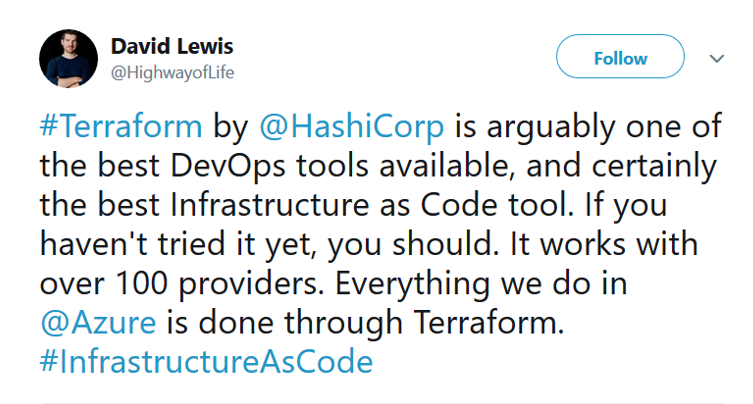 David Lewis
@HighwayofLife
Follow
#Terraform by @HashiCorp is arguably one of
the best DevOps tools available, and certainly
the best Infrastructure as Code tool. If you
haven't tried it yet, you should. It works with
over 100 providers. Everything we do in
@Azure is done through Terraform.
#InfrastructureAsCode